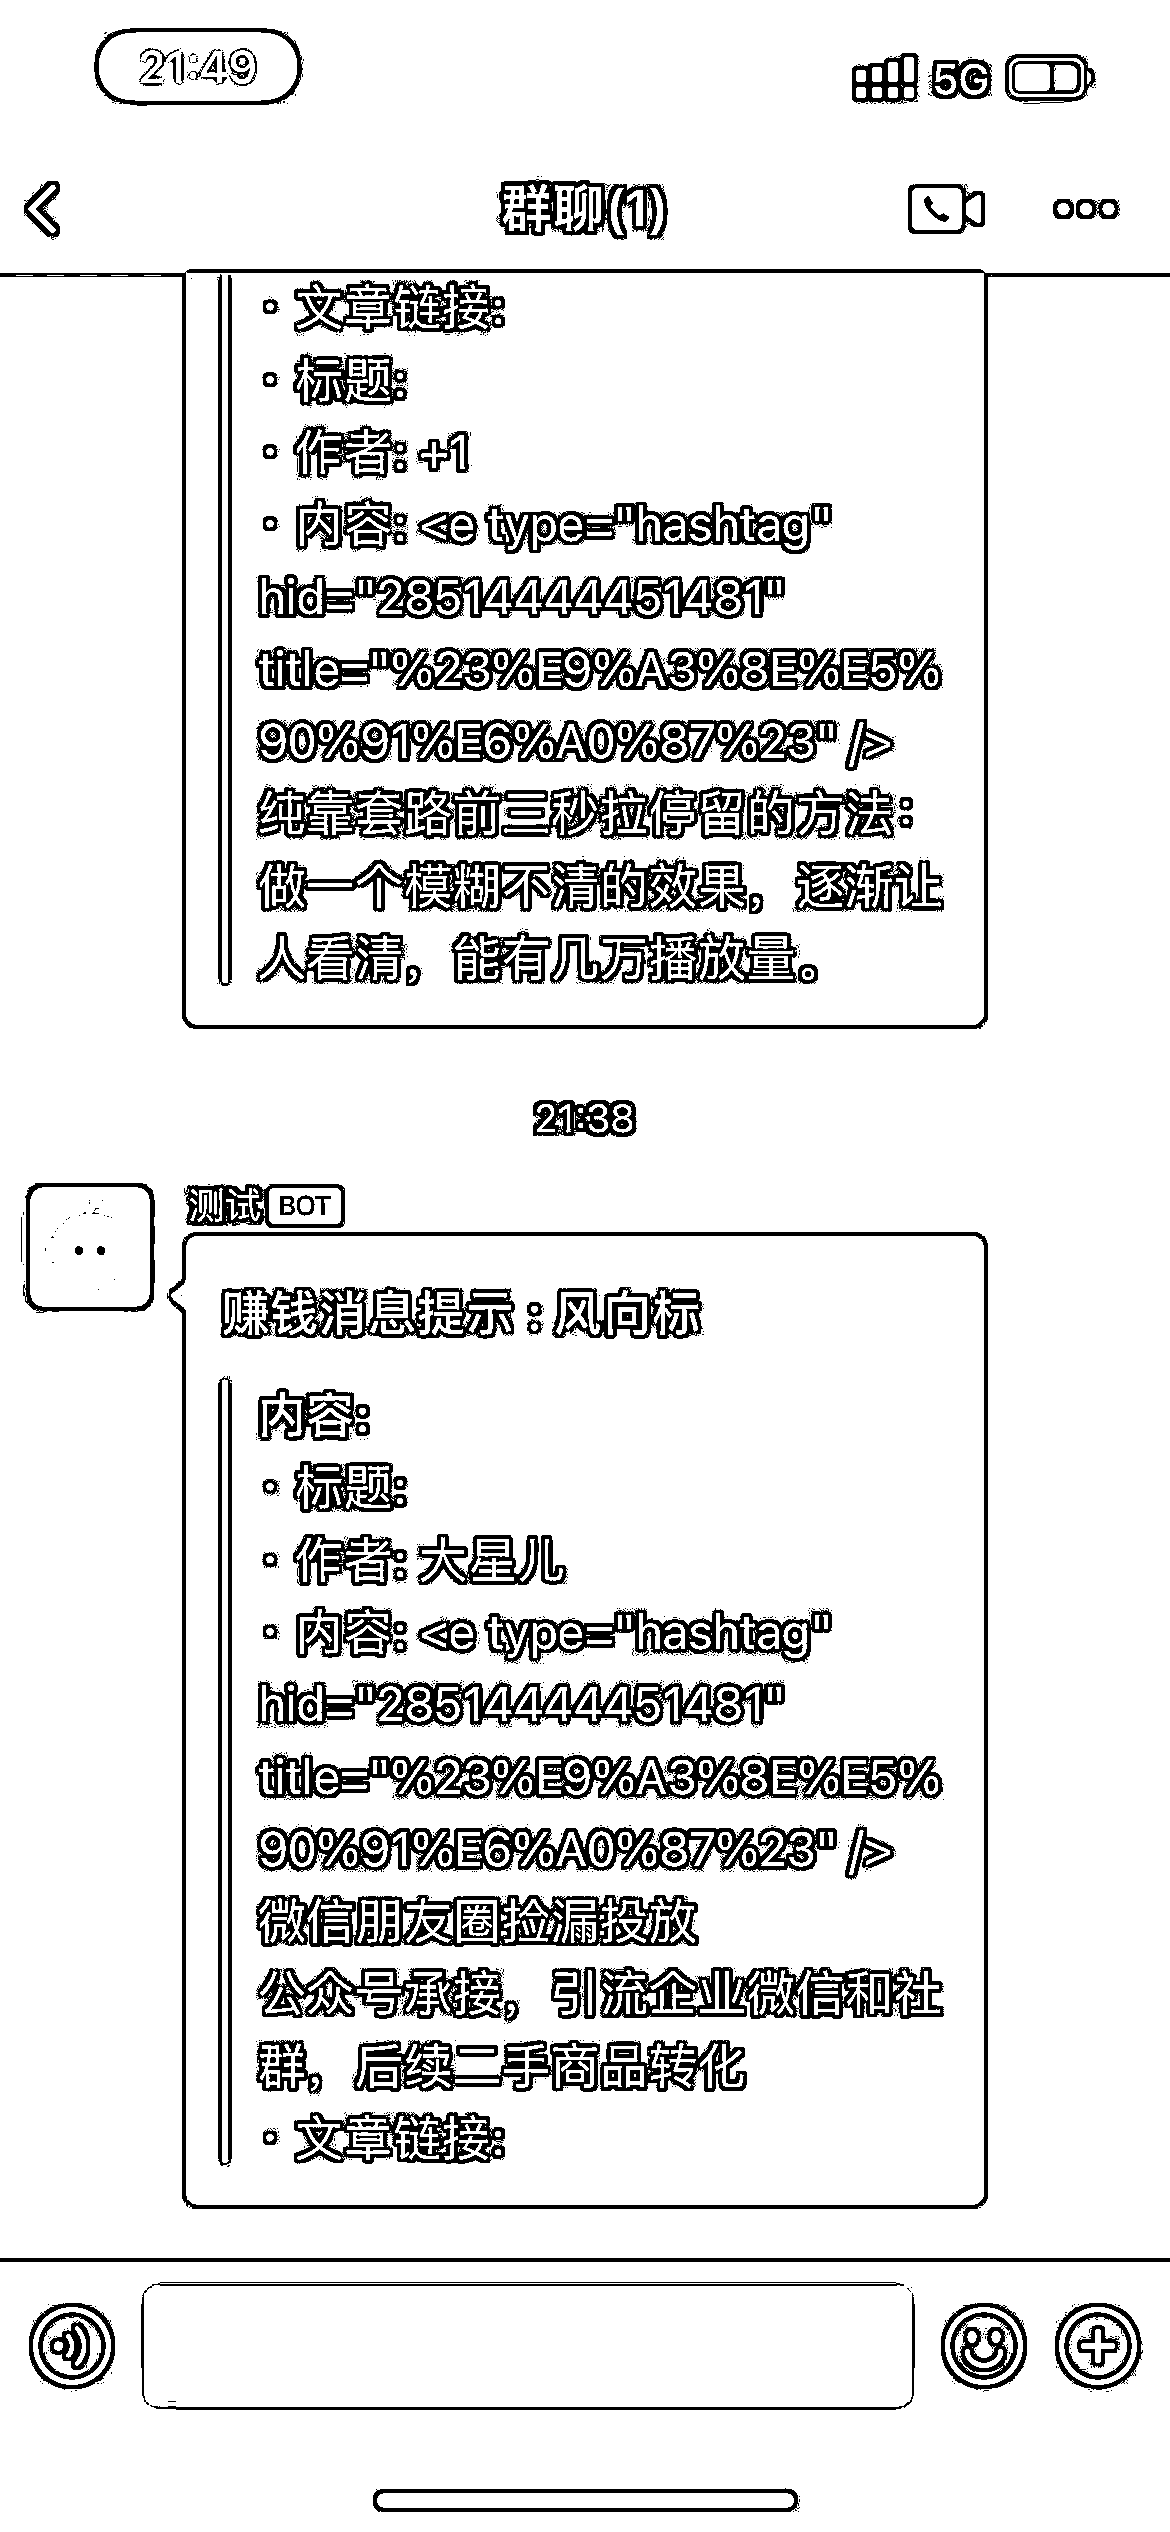 21:49
5G
群聊(1)
• 文章链接:
• 标题:
• 作者: +1
• 内容: <e type="hashtag"
hid="28514444451481"
title="%23%E9%A3%8E%E5%
90%91%E6%A0%87%23" />
纯靠套路前三秒拉停留的方法：
做一个模糊不清的效果，逐渐让
人看清，能有几万播放量。
21:38
测试 BOT
赚钱消息提示：风向标
内容:
• 标题:
• 作者: 大星儿
• 内容: <e type="hashtag"
hid="28514444451481"
title="%23%E9%A3%8E%E5%
90%91%E6%A0%87%23" />
微信朋友圈捡漏投放
公众号承接，引流企业微信和社
群，后续二手商品转化
• 文章链接: